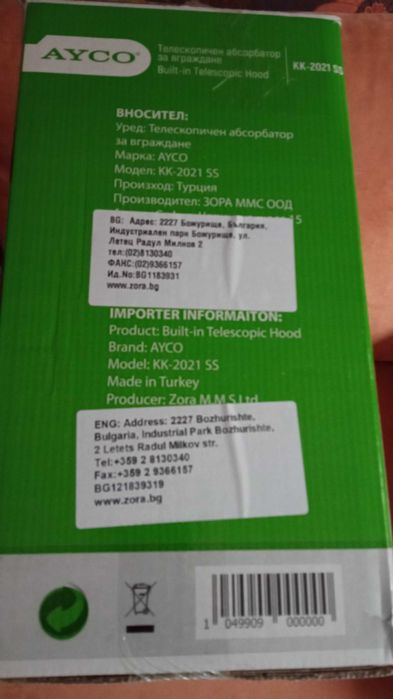 AYCO
Телескопичен абсорбатор
за вграждане
Built-in Telescopic Hood
KK-2021 SS
ВНОСИТЕЛ:
Уред: Телескопичен абсорбатор
за вграждане
Марка: AYCO
Модел: KK-2021 SS
Произход: Турция
Производител: ЗОРА ММС ООД
BG: Адрес: 2227 Божурище, България,
Индустриален парк Божурище, ул.
Летец Радул Милков 2
тел:(02)8130340
ФАКС:(02)9366157
Ид.No:BG1183931
www.zora.bg
IMPORTER INFORMAITON:
Product: Built-in Telescopic Hood
Brand: AYCO
Model: KK-2021 SS
Made in Turkey
Producer: Zora M.M.S Ltd
ENG: Address: 2227 Bozhurishte,
Bulgaria, Industrial Park Bozhurishte,
2 Letets Radul Milkov str.
Tel:+359 2 8130340
Fax:+359 2 9366157
BG121839319
www.zora.bg
1 049909 000000